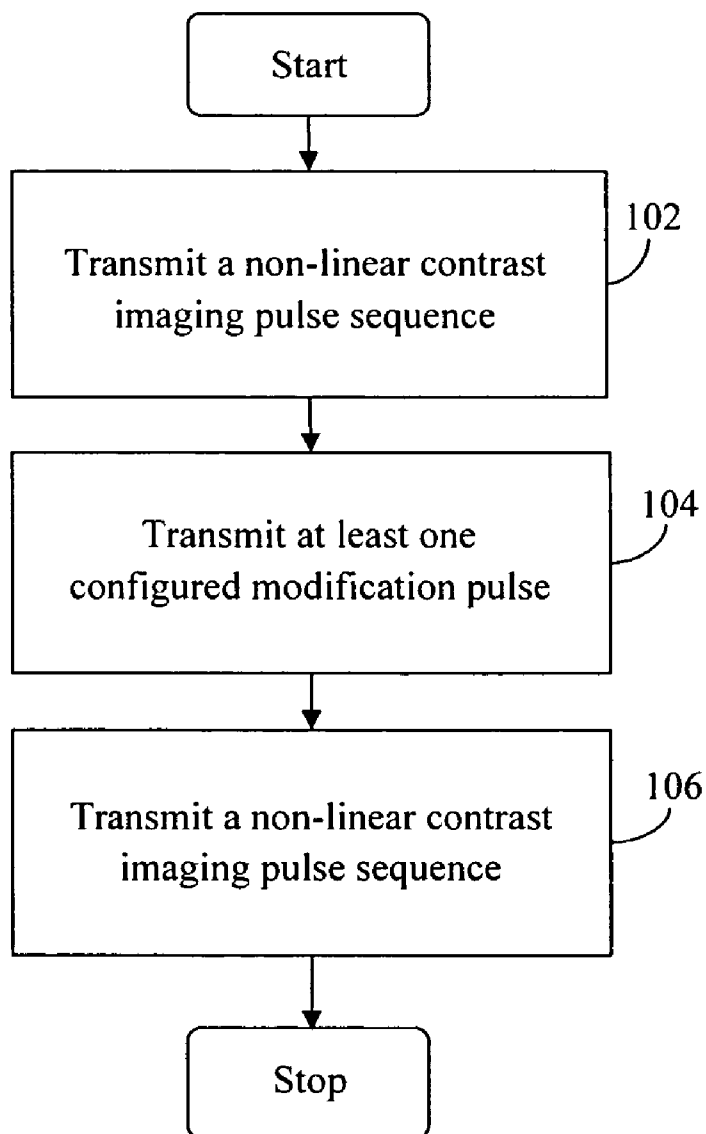 Start
Transmit a non-linear contrast
imaging pulse sequence
102
Transmit at least one
configured modification pulse
104
Transmit a non-linear contrast
imaging pulse sequence
106
Stop